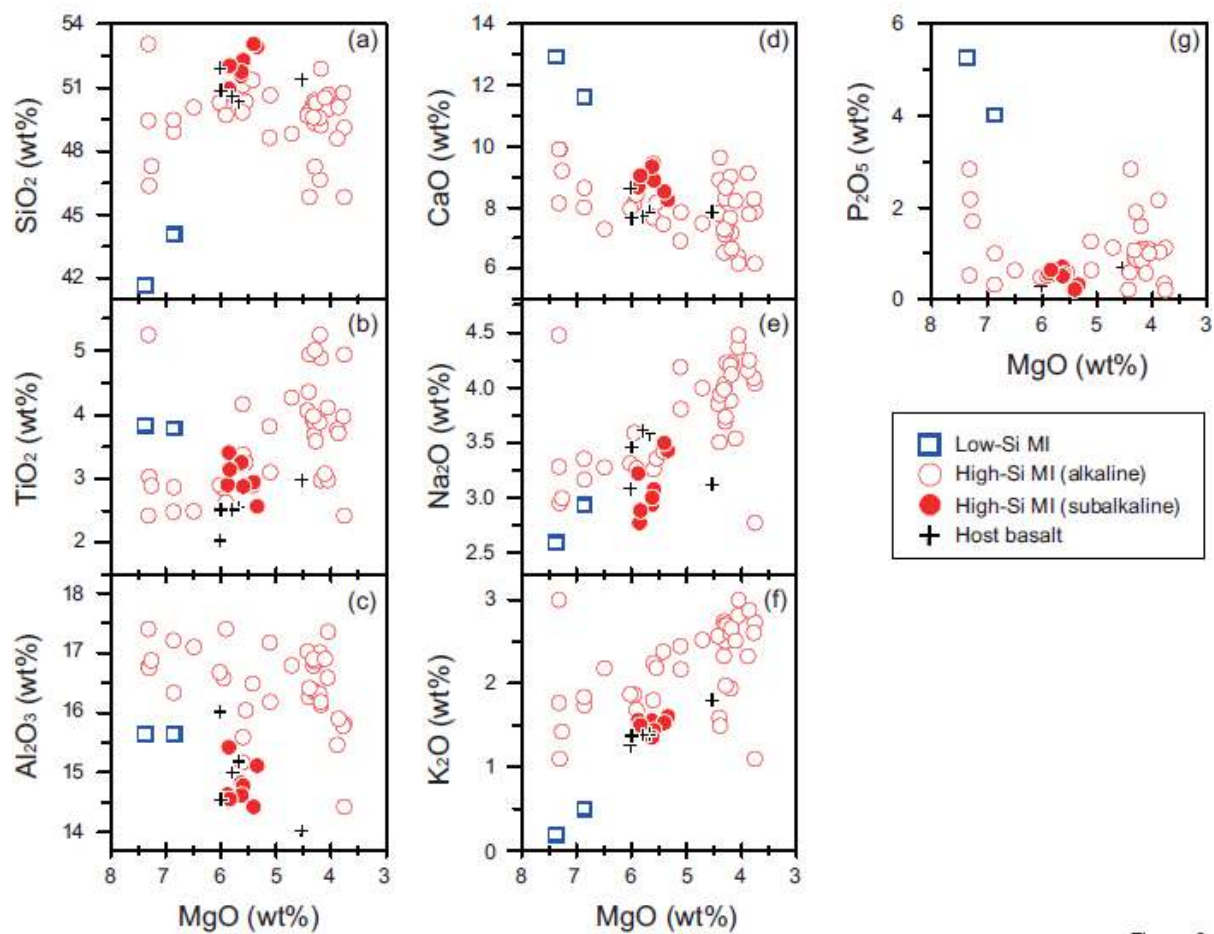 (a)
54
51
48
45
42
SiO2 (wt%)
(b)
5
4
3
2
TiO2 (wt%)
(c)
18
17
16
15
14
Al2O3 (wt%)
8 7 6 5 4 3
MgO (wt%)
(d)
14
12
10
8
6
CaO (wt%)
(e)
4.5
4.0
3.5
3.0
2.5
Na2O (wt%)
(f)
3
2
1
0
K2O (wt%)
8 7 6 5 4 3
MgO (wt%)
(g)
6
4
2
0
P2O5 (wt%)
8 7 6 5 4 3
MgO (wt%)
Low-Si MI
High-Si MI (alkaline)
High-Si MI (subalkaline)
Host basalt